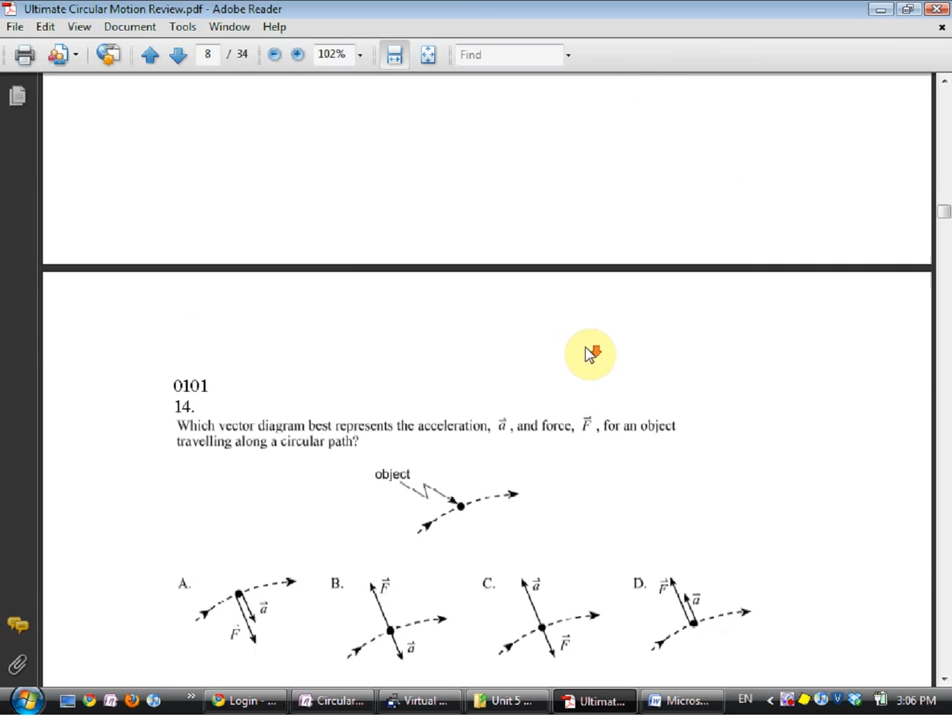 Ultimate Circular Motion Review.pdf - Adobe Reader
File Edit View Document Tools Window Help
8 / 34 102% Find
0101
14.
Which vector diagram best represents the acceleration, a, and force, F, for an object
travelling along a circular path?
object
A. B. C. D.
a F
F a
a F
F a
Login - ... Circular... Virtual ... Unit 5 ... Ultimat... Micros... EN 3:06 PM